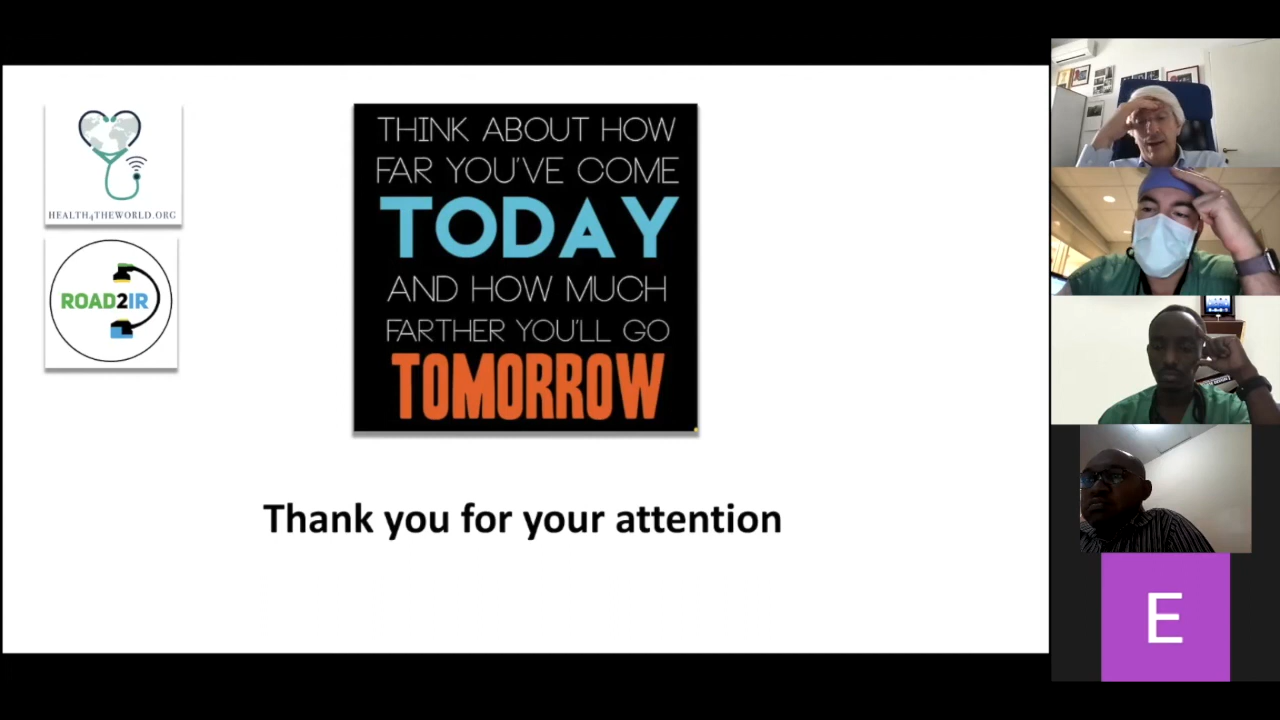 HEALTH4THEWORLD.ORG
ROAD2IR
THINK ABOUT HOW
FAR YOU'VE COME
TODAY
AND HOW MUCH
FARTHER YOU'LL GO
TOMORROW
Thank you for your attention
E